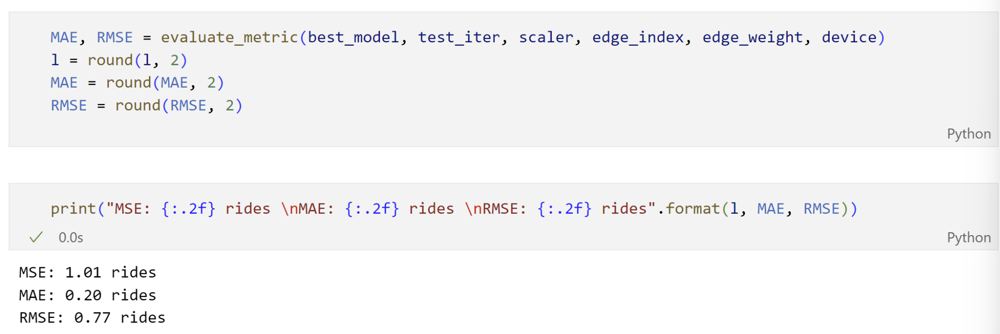 MAE, RMSE = evaluate_metric(best_model, test_iter, scaler, edge_index, edge_weight, device)
l = round(l, 2)
MAE = round(MAE, 2)
RMSE = round(RMSE, 2)
Python
print("MSE: {:.2f} rides \nMAE: {:.2f} rides \nRMSE: {:.2f} rides".format(l, MAE, RMSE))
✓ 0.0s
Python
MSE: 1.01 rides
MAE: 0.20 rides
RMSE: 0.77 rides